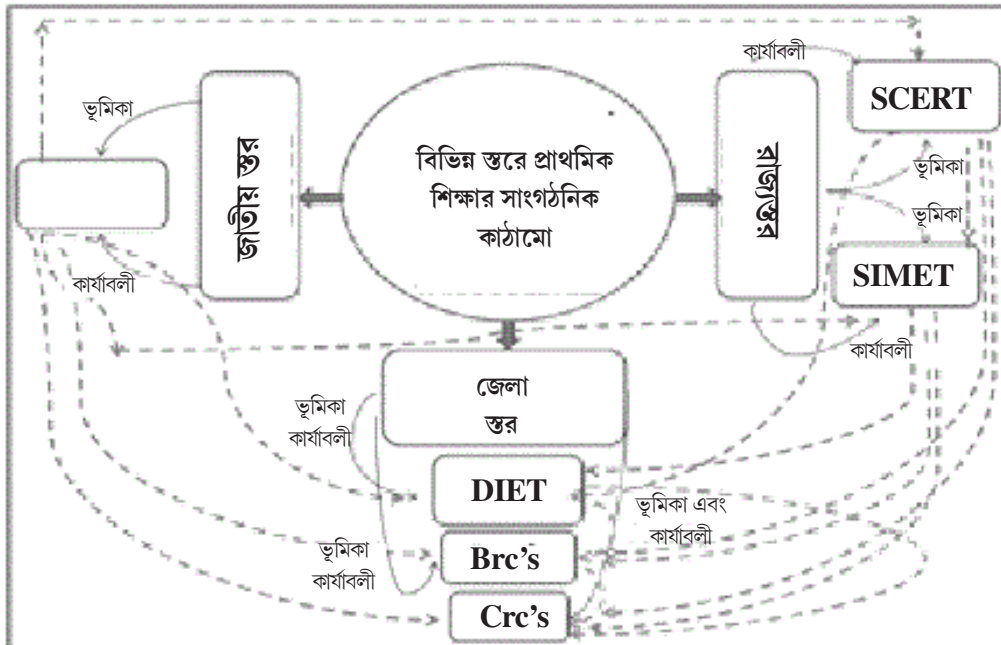 কার্যাবলী
SCERT
ভূমিকা
জাতীয় স্তর
বিভিন্ন স্তরে প্রাথমিক
শিক্ষার সাংগঠনিক
কাঠামো
রাজ্যস্তর
ভূমিকা
ভূমিকা
কার্যাবলী
SIMET
কার্যাবলী
জেলা
স্তর
ভূমিকা
কার্যাবলী
DIET
ভূমিকা এবং
কার্যাবলী
ভূমিকা
কার্যাবলী
Brc's
Crc's